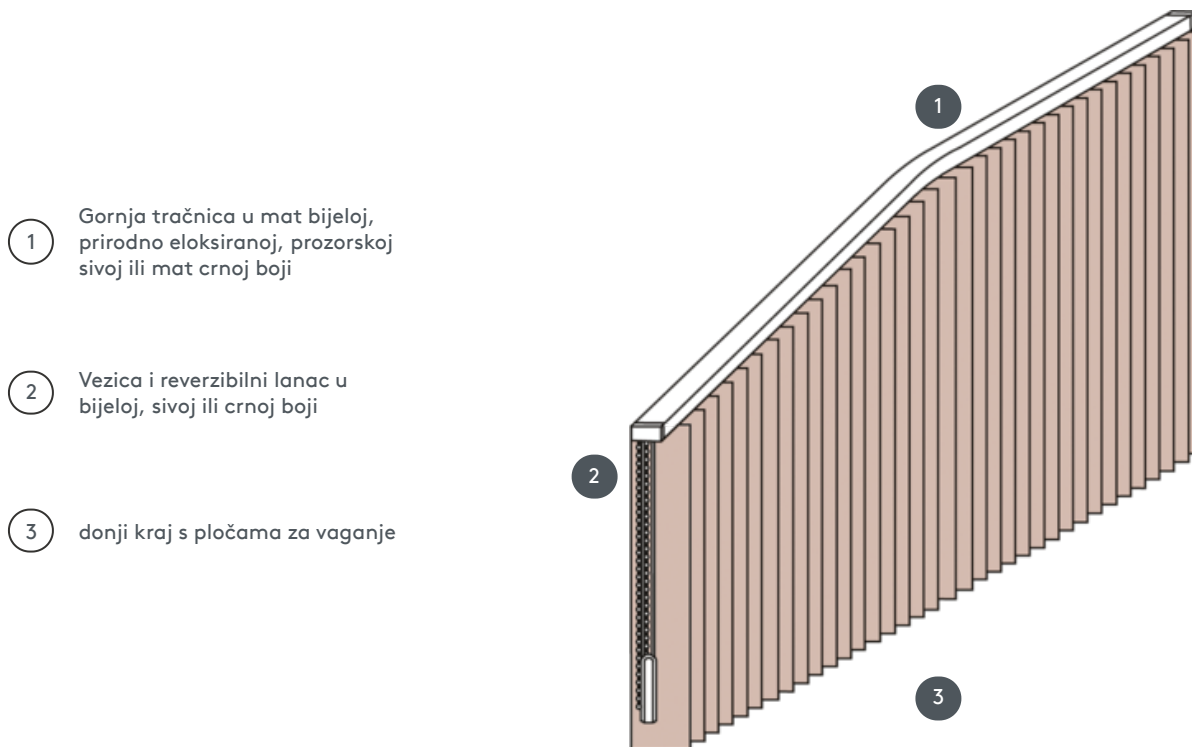 1
Gornja tračnica u mat bijeloj,
prirodno eloksiranoj, prozorskoj
sivoj ili mat crnoj boji
2
Vezica i reverzibilni lanac u
bijeloj, sivoj ili crnoj boji
3
donji kraj s pločama za vaganje
1
2
3